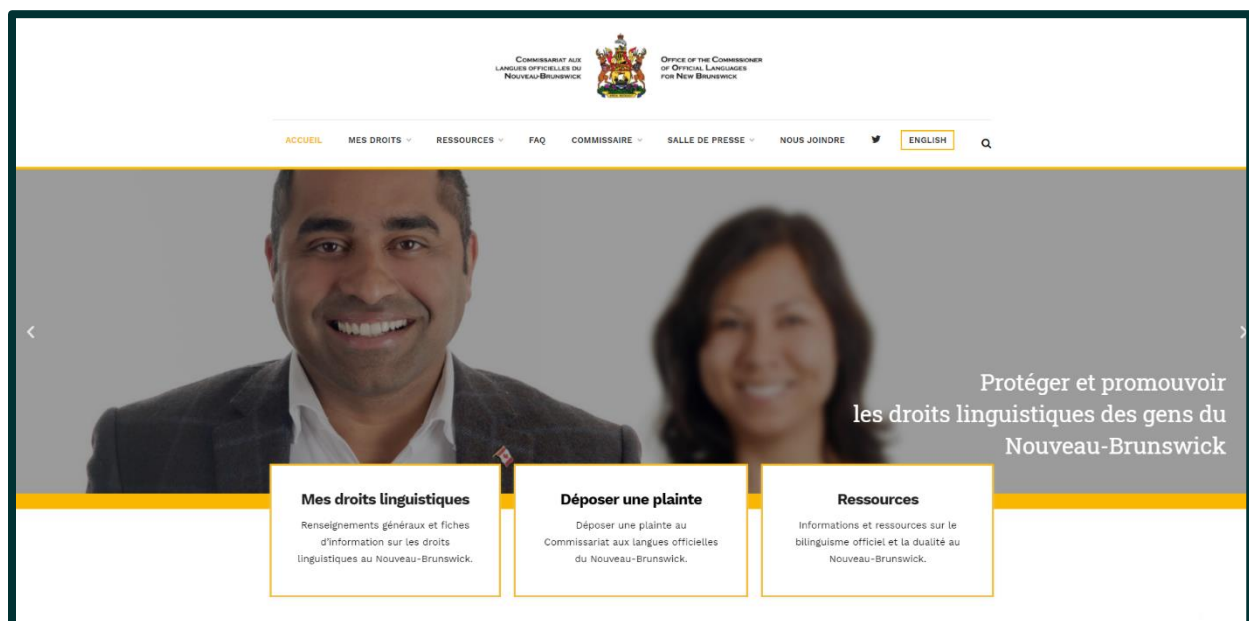 Commissariat aux
langues officielles du
Nouveau-Brunswick
Office of the Commissioner
of Official Languages
for New Brunswick
ACCUEIL MES DROITS RESSOURCES FAQ COMMISSAIRE SALLE DE PRESSE NOUS JOINDRE ENGLISH
Protéger et promouvoir
les droits linguistiques des gens du
Nouveau-Brunswick
Mes droits linguistiques
Renseignements généraux et fiches
d'information sur les droits
linguistiques au Nouveau-Brunswick.
Déposer une plainte
Déposer une plainte au
Commissariat aux langues officielles
du Nouveau-Brunswick.
Ressources
Informations et ressources sur le
bilinguisme officiel et la dualité au
Nouveau-Brunswick.